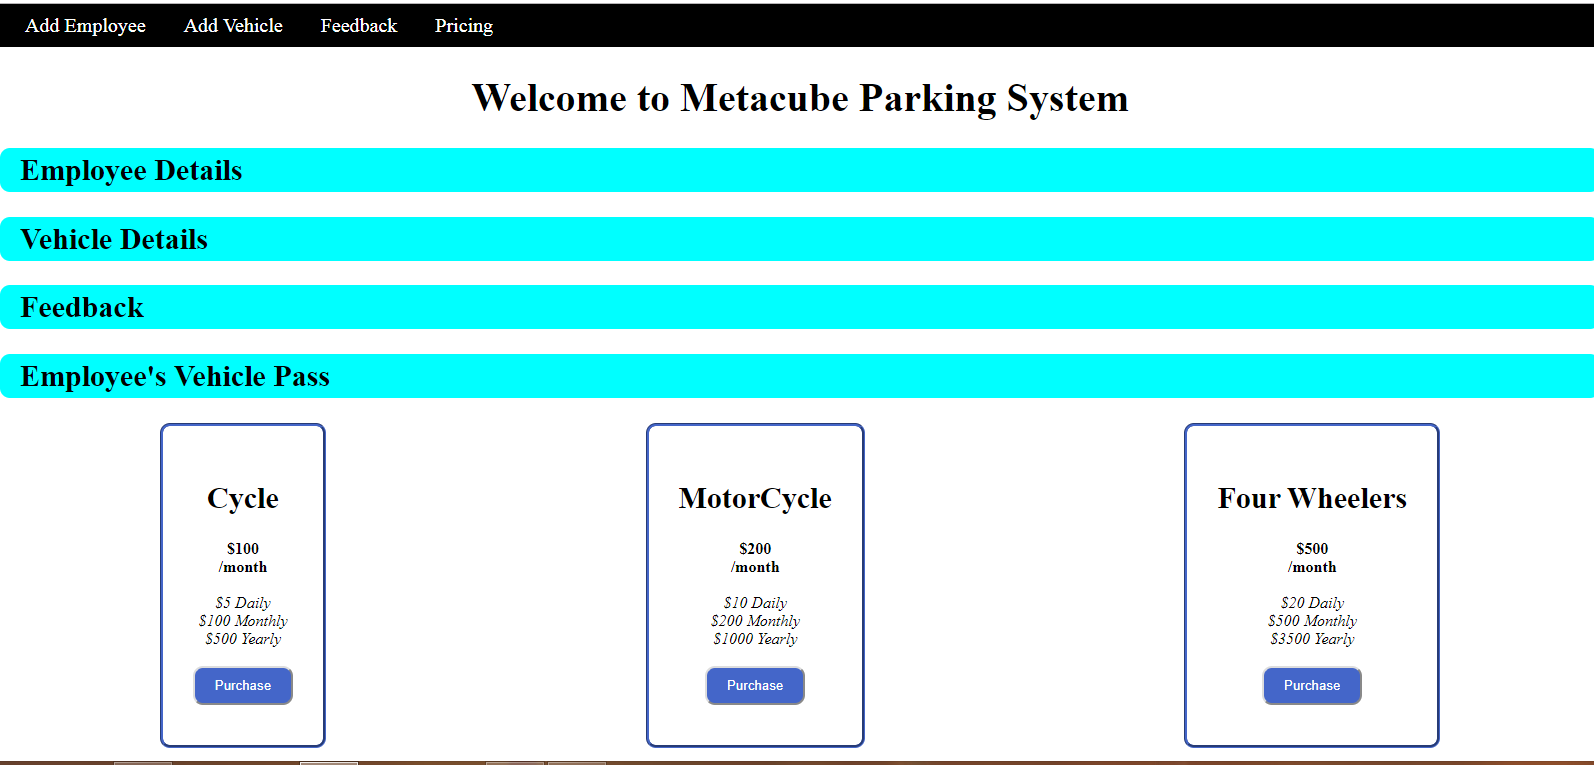 Add Employee Add Vehicle Feedback Pricing
Welcome to Metacube Parking System
Employee Details
Vehicle Details
Feedback
Employee's Vehicle Pass
Cycle
$100
/month
$5 Daily
$100 Monthly
$500 Yearly
Purchase
MotorCycle
$200
/month
$10 Daily
$200 Monthly
$1000 Yearly
Purchase
Four Wheelers
$500
/month
$20 Daily
$500 Monthly
$3500 Yearly
Purchase